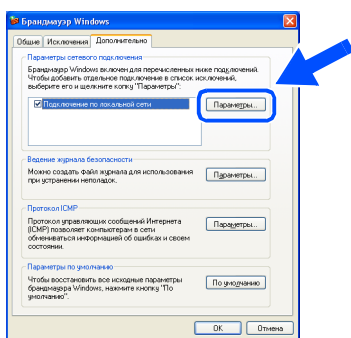 Брандмауэр Windows
Общие Исключения Дополнительно
Параметры сетевого подключения
Брандмауэр Windows включен для перечисленных ниже подключений.
Чтобы добавить отдельное подключение в список исключений,
выберите его и щелкните копку "Параметры":
Подключение по локальной сети
Параметры...
Ведение журнала безопасности
Можно создать файл журнала для использования
при устранении неполадок.
Параметры...
Протокол ICMP
Протокол управляющих сообщений Интернета
(ICMP) позволяет компьютерам в сети
обмениваться информацией об ошибках и своем
состоянии.
Параметры...
Параметры по умолчанию
Чтобы восстановить все исходные параметры
брандмауэра Windows, нажмите кнопку "По
умолчанию".
По умолчанию
OK Отмена